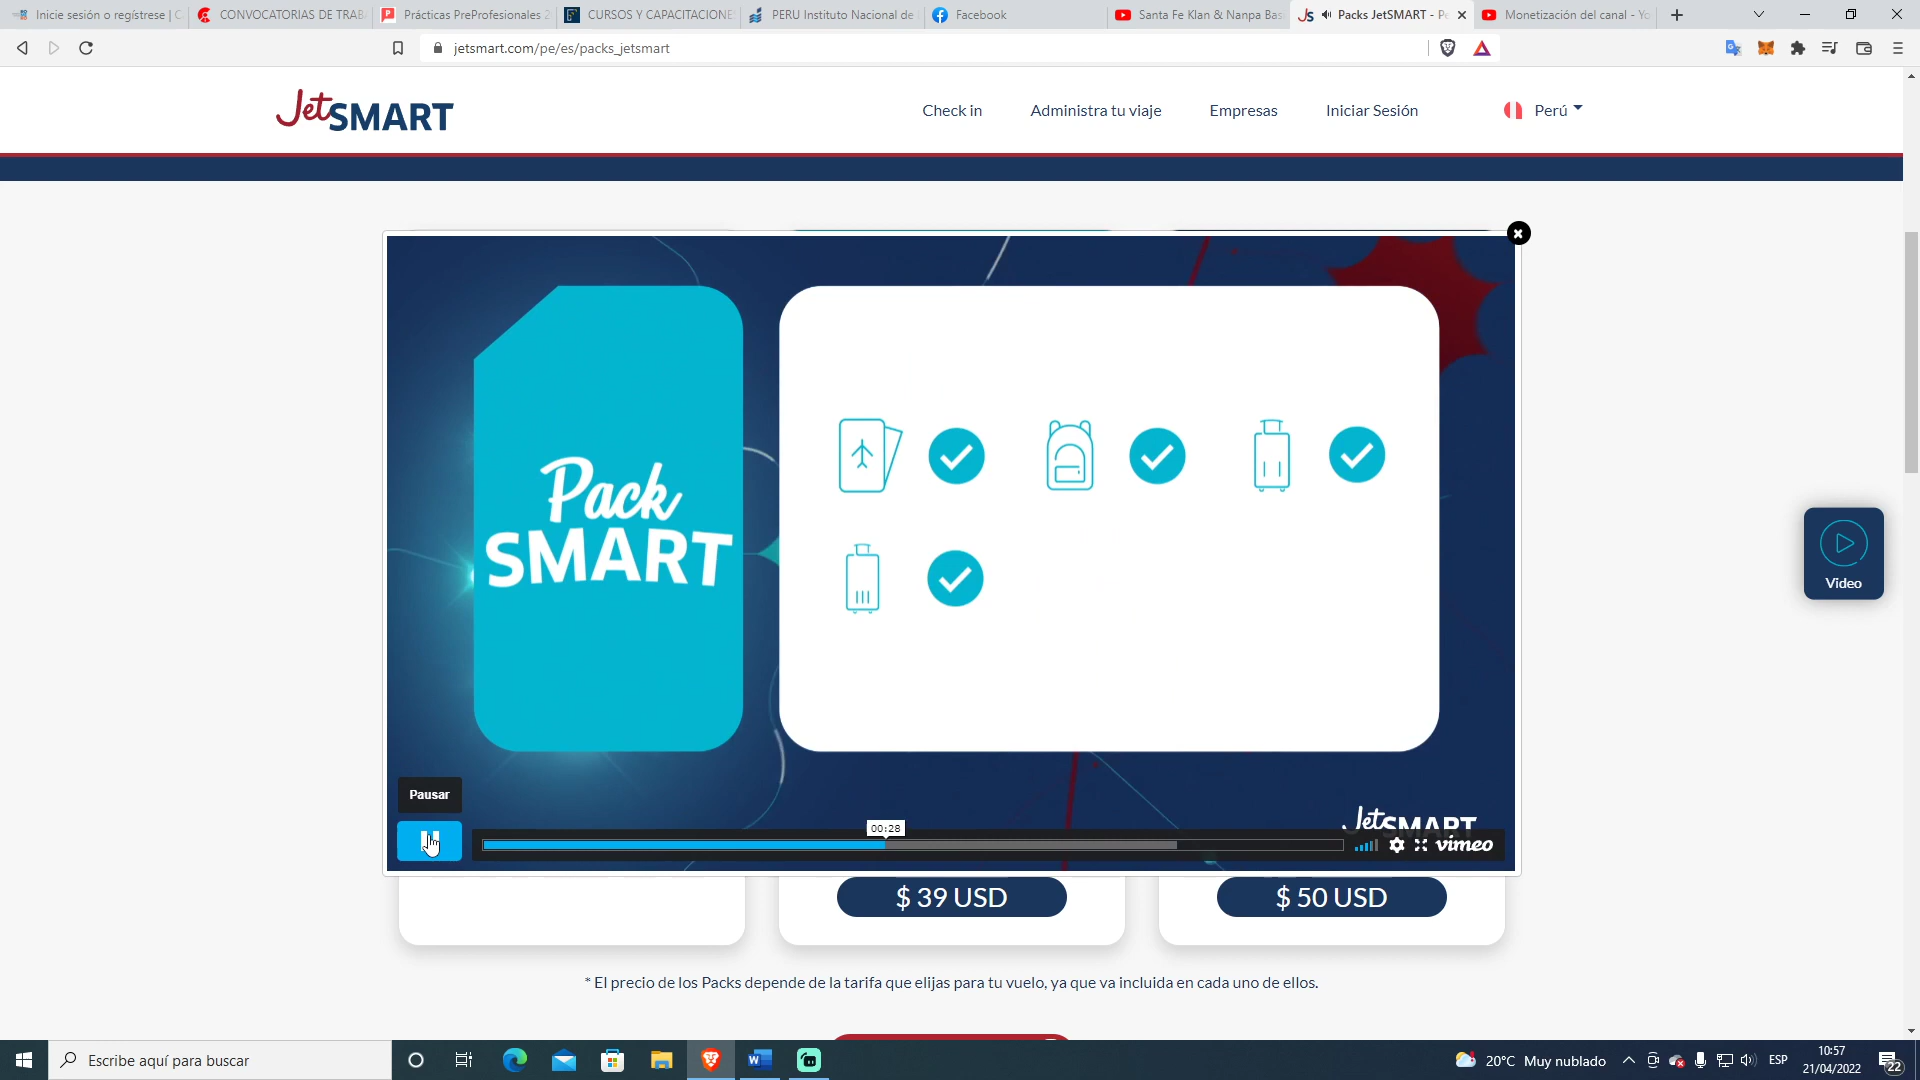 Inicie sesión o regístrese | C
CONVOCATORIAS DE TRAB
Prácticas PreProfesionales 2
CURSOS Y CAPACITACIONE
PERU Instituto Nacional de
Facebook
Santa Fe Klan & Nanpa Bas
Packs JetSMART - Pe
Monetización del canal - Yo
jetsmart.com/pe/es/packs_jetsmart
JetSMART
Check in
Administra tu viaje
Empresas
Iniciar Sesión
Perú
Pack
SMART
Video
Pausar
00:28
JetSMART
vimeo
$ 39 USD
$ 50 USD
* El precio de los Packs depende de la tarifa que elijas para tu vuelo, ya que va incluida en cada uno de ellos.
Escribe aquí para buscar
20°C Muy nublado
ESP
10:57
21/04/2022
22